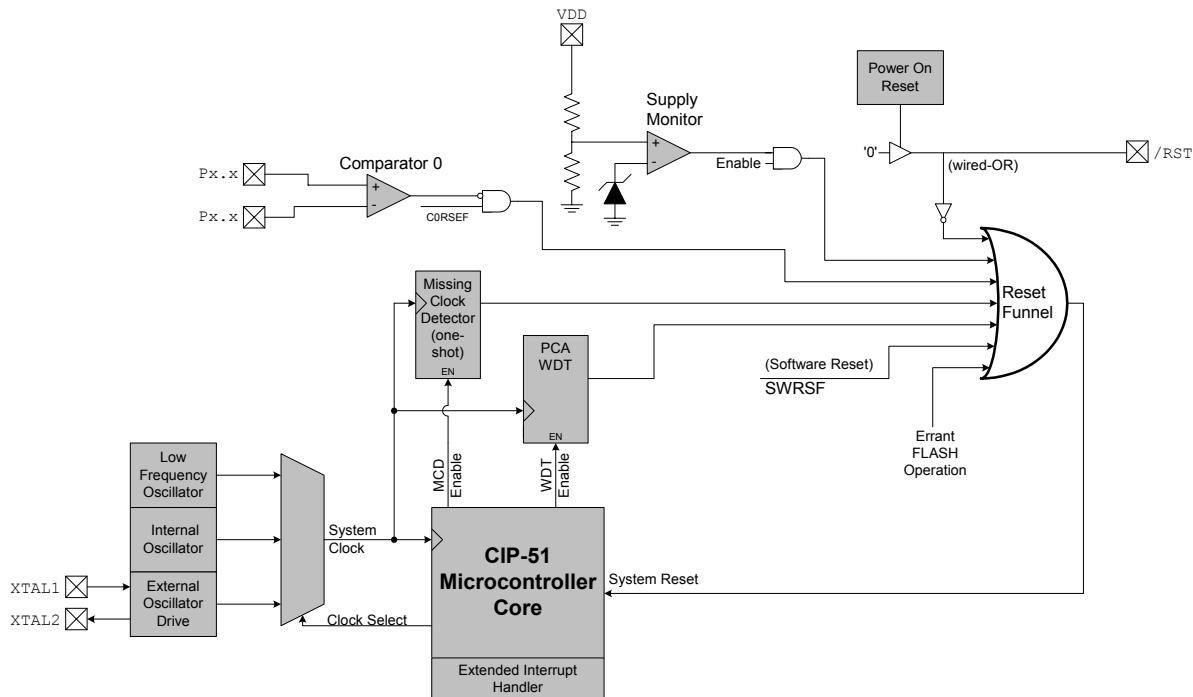 VDD
Power On
Reset
Supply
Monitor
+
-
Enable
'0'
(wired-OR)
/RST
Comparator 0
Px.x
Px.x
+
-
C0RSEF
Missing
Clock
Detector
(one-
shot)
EN
PCA
WDT
EN
(Software Reset)
SWRSF
Reset
Funnel
Errant
FLASH
Operation
Low
Frequency
Oscillator
Internal
Oscillator
External
Oscillator
Drive
XTAL1
XTAL2
System
Clock
Clock Select
MCD
Enable
WDT
Enable
CIP-51
Microcontroller
Core
System Reset
Extended Interrupt
Handler